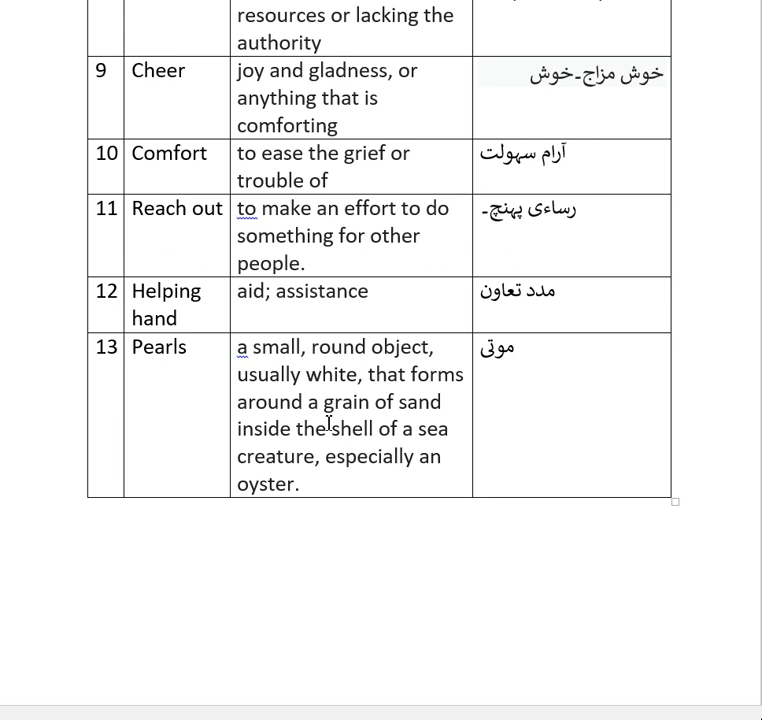 resources or lacking the
authority
9 Cheer joy and gladness, or خوش مزاج۔خوش
anything that is
comforting
10 Comfort to ease the grief or آرام سہولت
trouble of
11 Reach out to make an effort to do رساءی پہنچ۔
something for other
people.
12 Helping aid; assistance مدد تعاون
hand
13 Pearls a small, round object, موتی
usually white, that forms
around a grain of sand
inside the shell of a sea
creature, especially an
oyster.